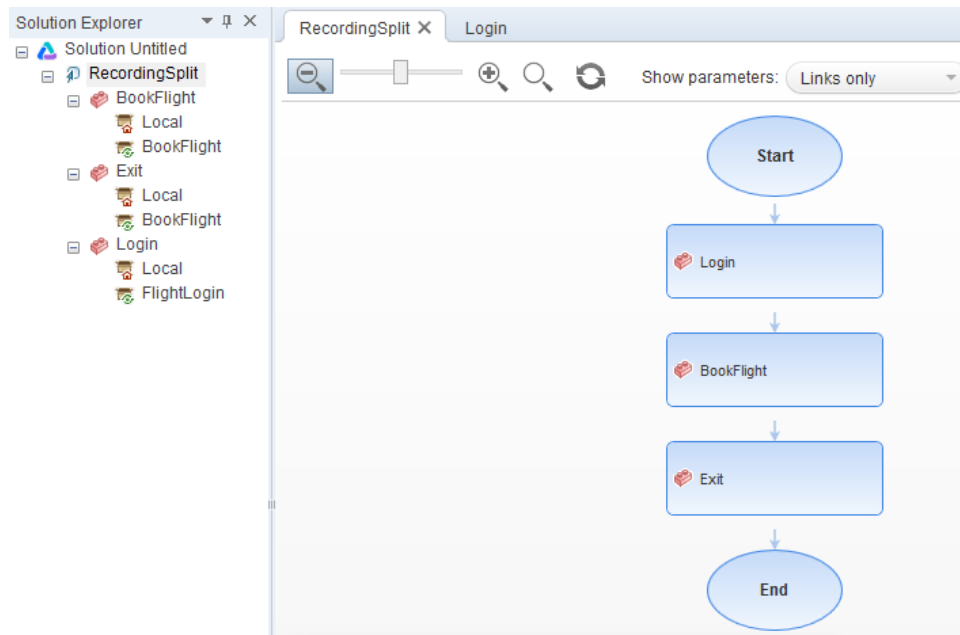 Solution Explorer
Solution Untitled
RecordingSplit
BookFlight
Local
BookFlight
Exit
Local
BookFlight
Login
Local
FlightLogin
RecordingSplit
Login
Show parameters: Links only
Start
Login
BookFlight
Exit
End